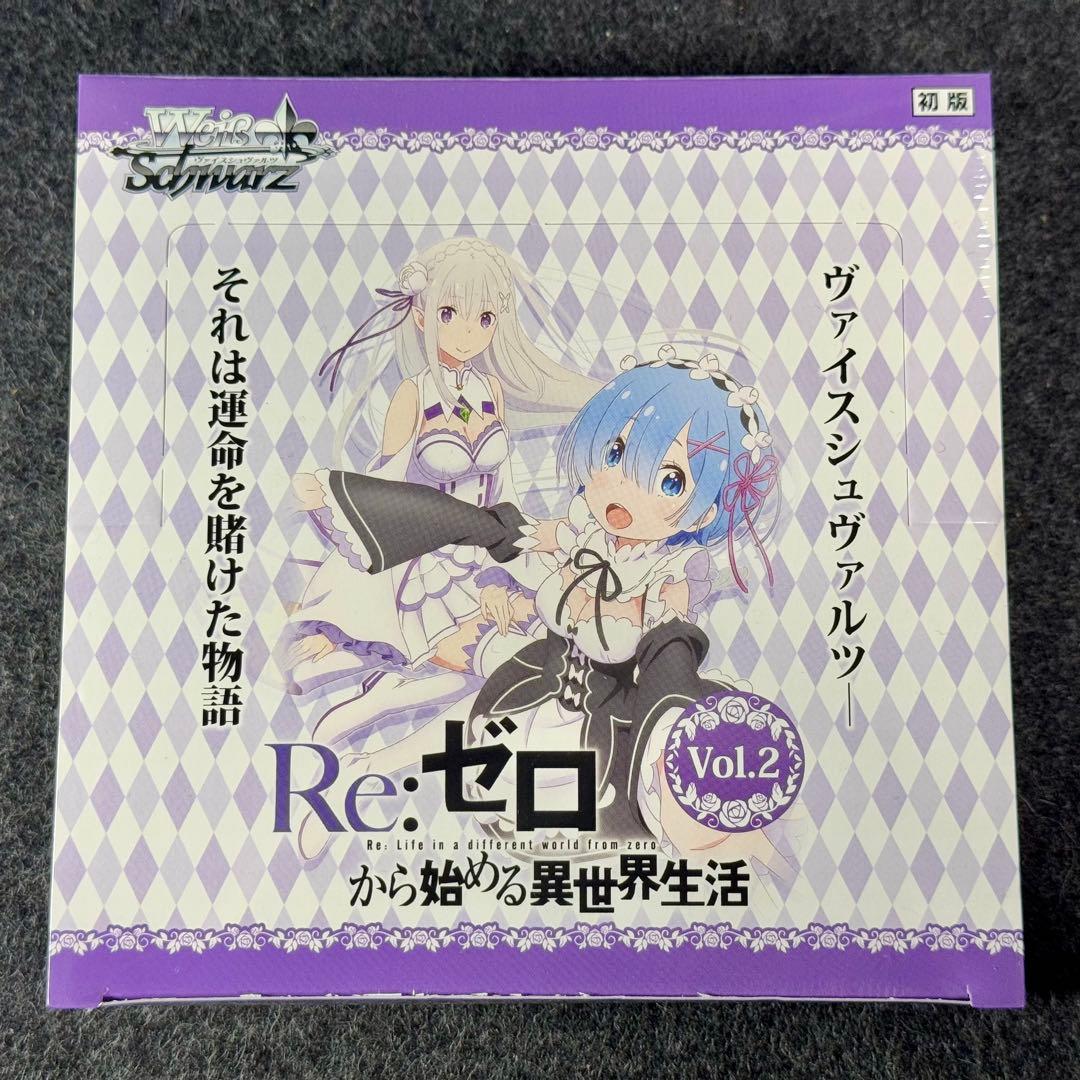 Weiß
ヴァイスシュヴァルツ
Schwarz
初版
ヴァイスシュヴァルツ―
それは運命を賭けた物語
Re:ゼロ
Re: Life in a different world from zero
から始める異世界生活
Vol.2